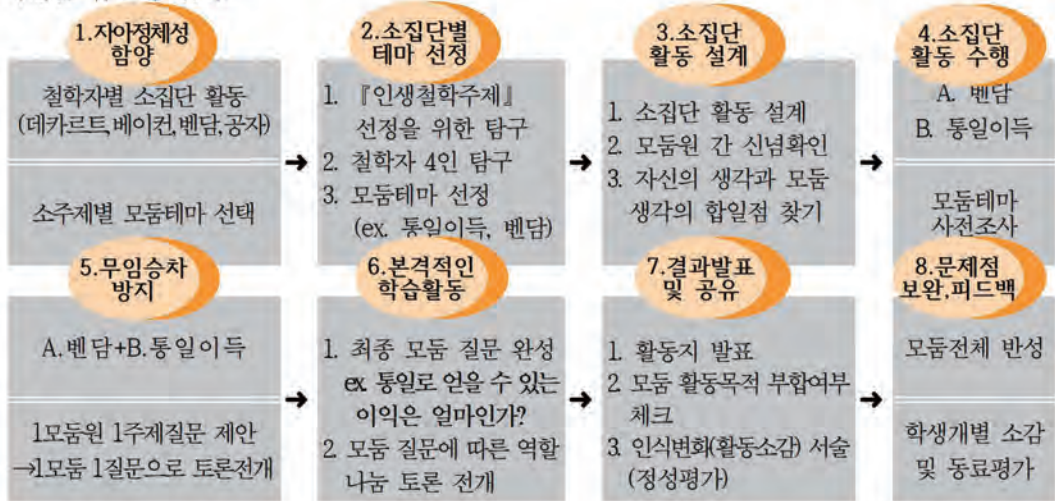 1.자아정체성
함양
철학자별 소집단 활동
(데카르트,베이컨,벤담,공자)
소주제별 모둠테마 선택
2.소집단별
테마 선정
1. 『인생철학주제』
선정을 위한 탐구
2. 철학자 4인 탐구
3. 모둠테마 선정
(ex. 통일이득, 벤담)
3.소집단
활동 설계
1. 소집단 활동 설계
2. 모둠원 간 신념확인
3. 자신의 생각과 모둠
생각의 합일점 찾기
4.소집단
활동 수행
A. 벤담
B. 통일이득
모둠테마
사전조사
5.무임승차
방지
A.벤담+B.통일이득
1모둠원 1주제질문 제안
→1모둠 1질문으로 토론전개
6.본격적인
학습활동
1. 최종 모둠 질문 완성
ex. 통일로 얻을 수 있는
이익은 얼마인가?
2. 모둠 질문에 따른 역할
나눔 토론 전개
7.결과발표
및 공유
1. 활동지 발표
2. 모둠 활동목적 부합여부
체크
3. 인식변화(활동소감) 서술
(정성평가)
8.문제점
보완,피드백
모둠전체 반성
학생개별 소감
및 동료평가